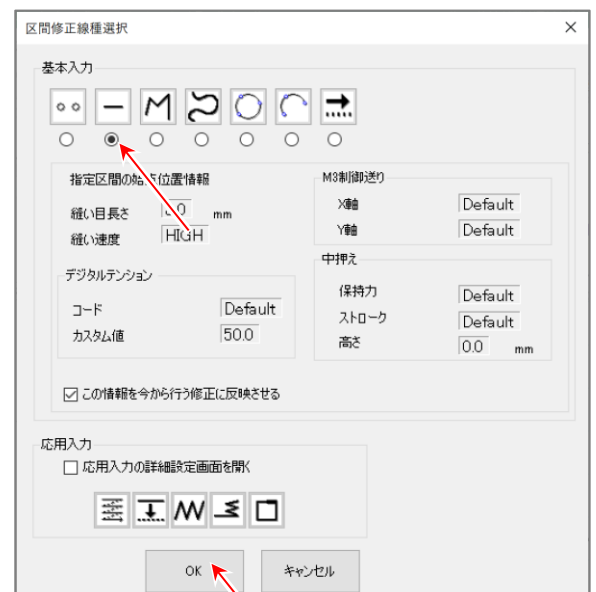 区間修正線種選択
基本入力
指定区間の始点位置情報
縫い目長さ 3.0 mm
縫い速度 HIGH
デジタルテンション
コード Default
カスタム値 50.0
M3制御送り
X軸 Default
Y軸 Default
中押え
保持力 Default
ストローク Default
高さ 0.0 mm
この情報を今から行う修正に反映させる
応用入力
応用入力の詳細設定画面を開く
OK キャンセル